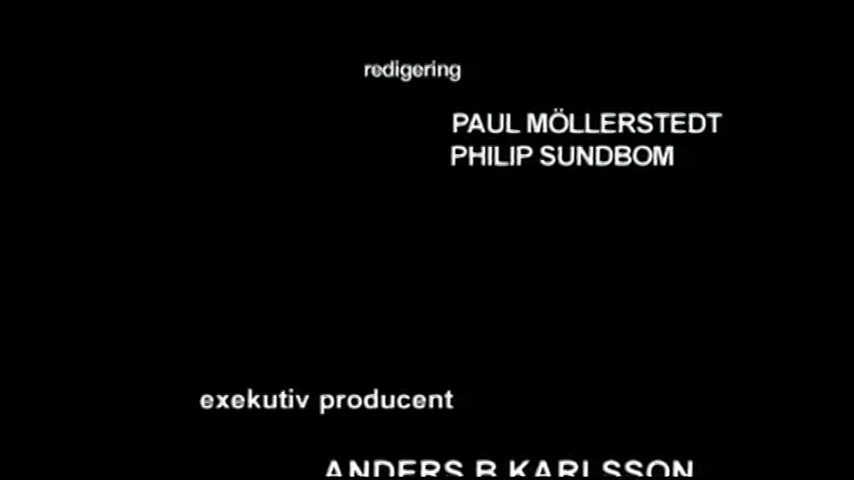 redigering
PAUL MÖLLERSTEDT
PHILIP SUNDBOM
exekutiv producent
ANDERS B KARLSSON